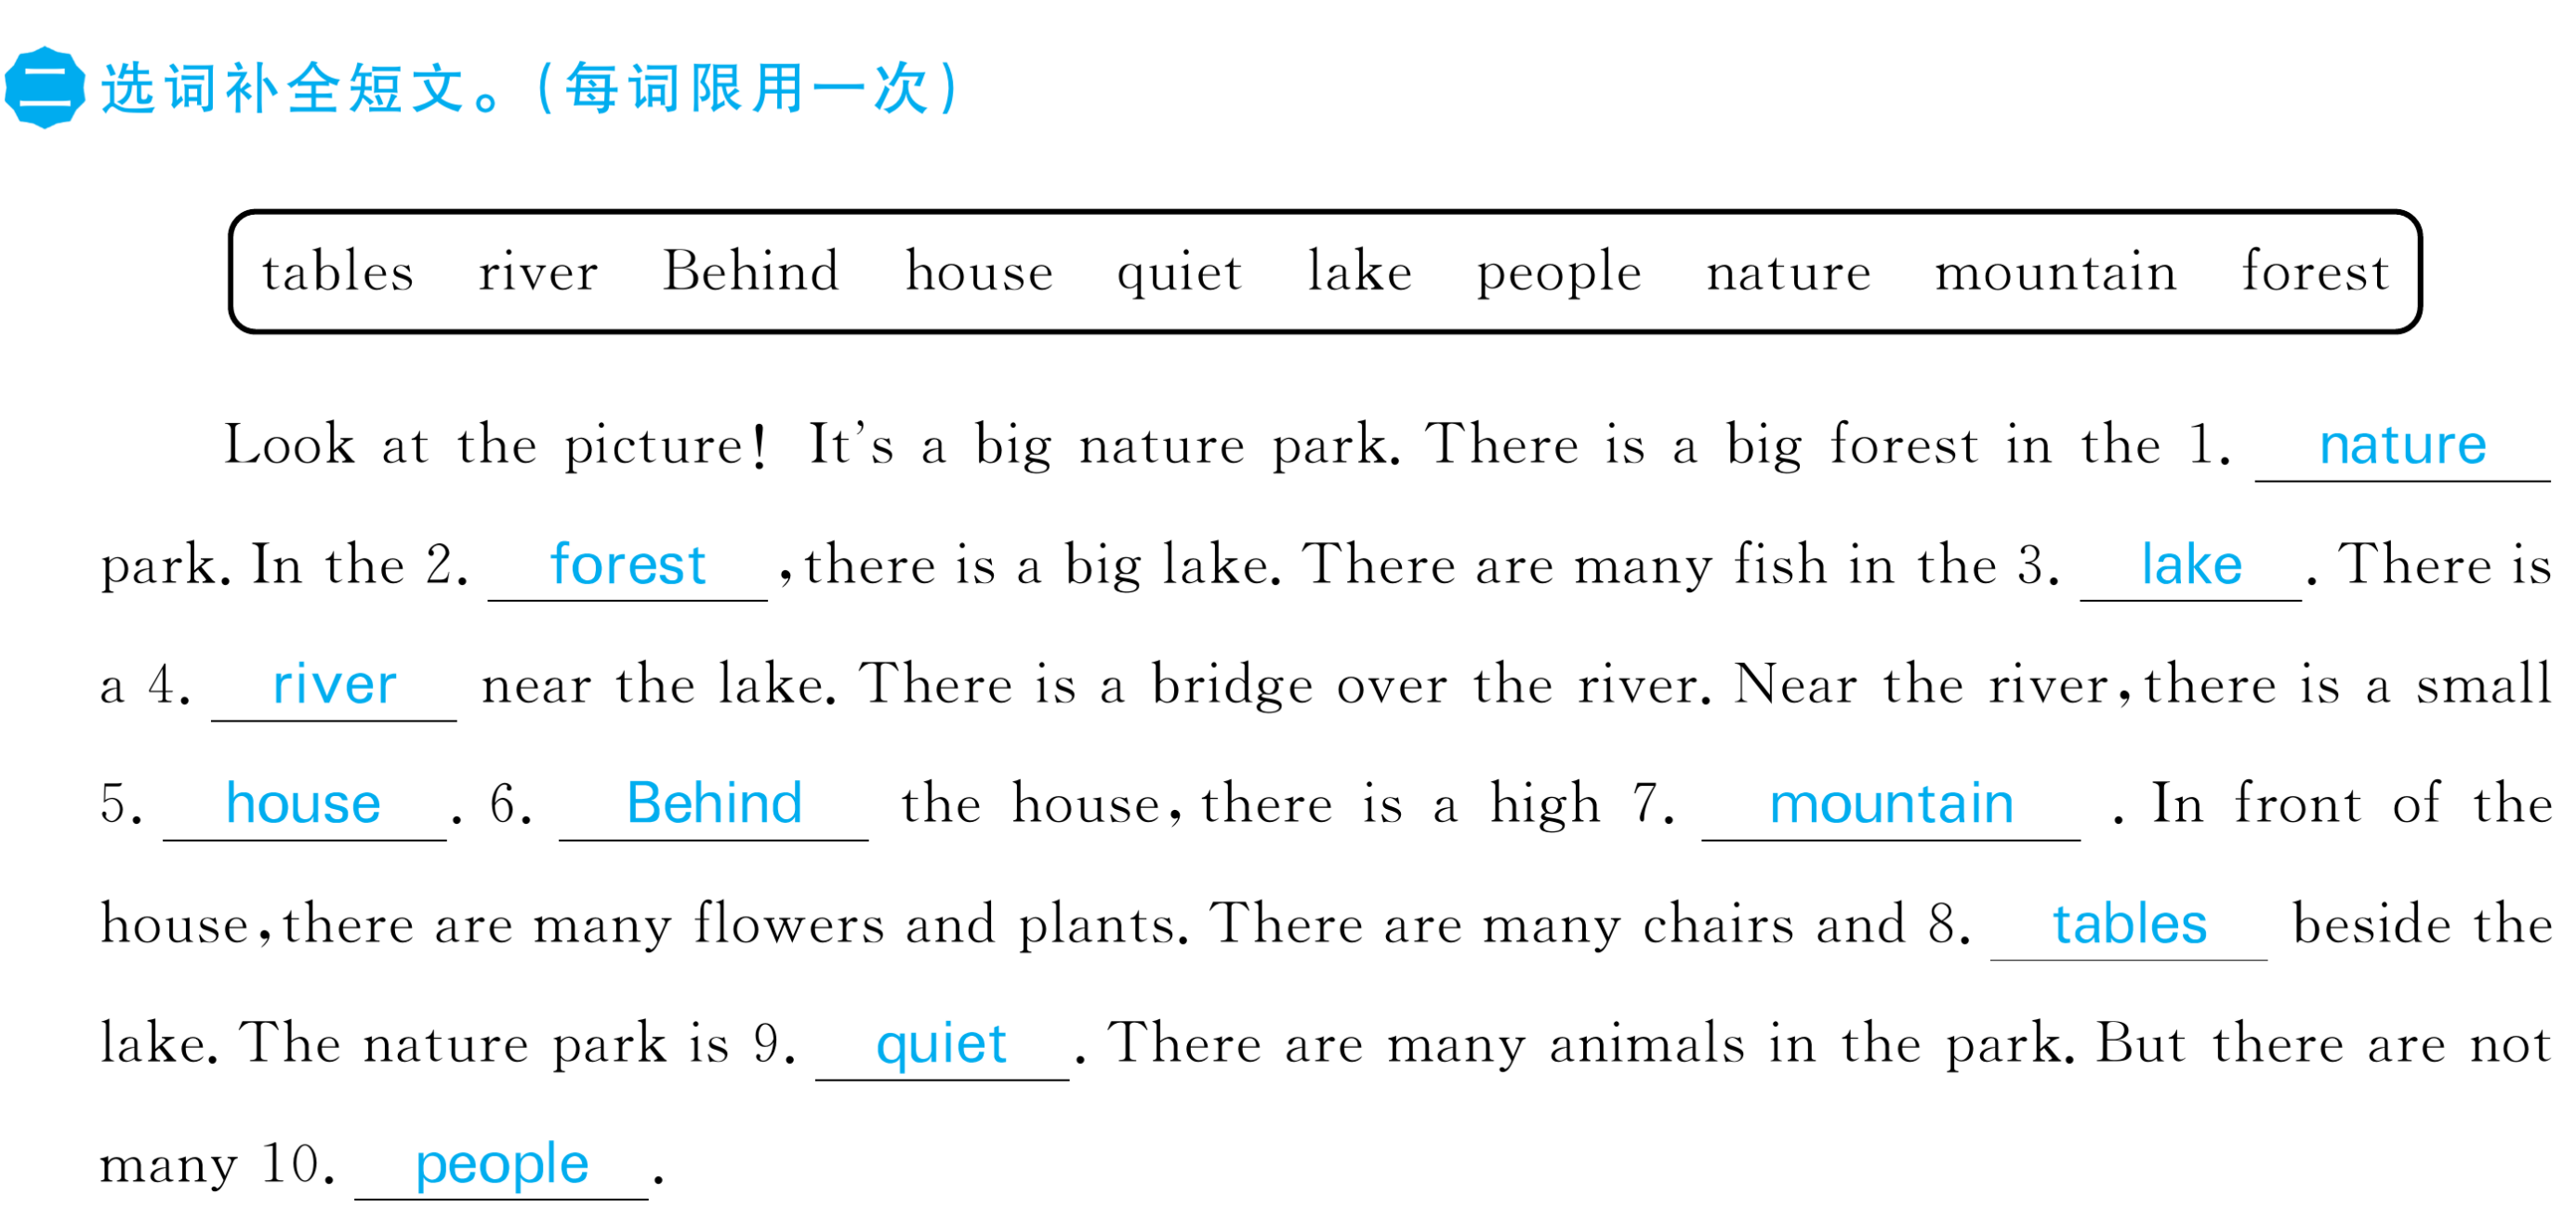 二 选词补全短文。(每词限用一次)
tables river Behind house quiet lake people nature mountain forest
Look at the picture! It's a big nature park. There is a big forest in the 1. nature
park. In the 2. forest, there is a big lake. There are many fish in the 3. lake. There is
a 4. river near the lake. There is a bridge over the river. Near the river, there is a small
5. house. 6. Behind the house, there is a high 7. mountain. In front of the
house, there are many flowers and plants. There are many chairs and 8. tables beside the
lake. The nature park is 9. quiet. There are many animals in the park. But there are not
many 10. people.